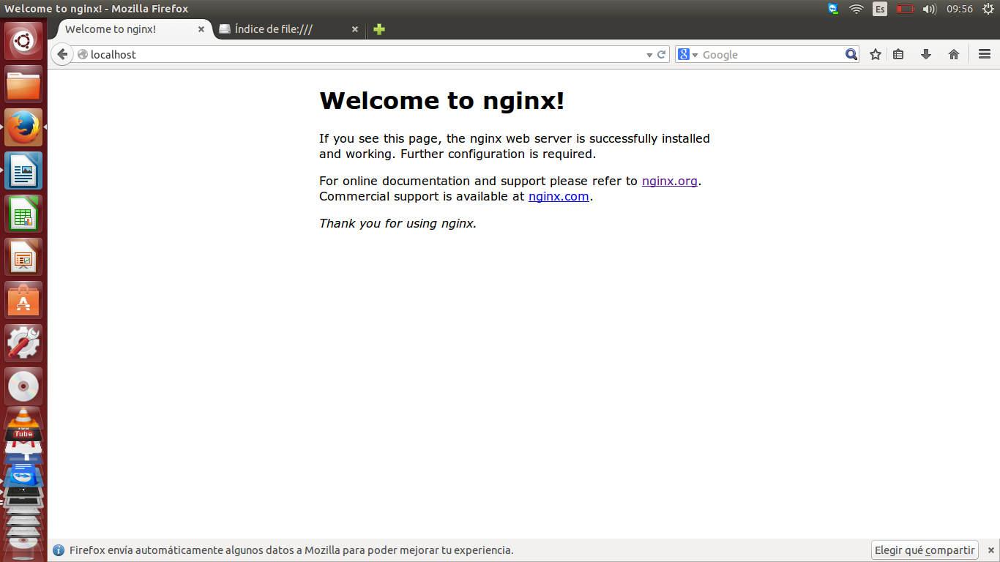 Welcome to nginx! - Mozilla Firefox
Es
09:56
Welcome to nginx!
Índice de file:///
localhost
Google
Welcome to nginx!
If you see this page, the nginx web server is successfully installed
and working. Further configuration is required.
For online documentation and support please refer to nginx.org.
Commercial support is available at nginx.com.
Thank you for using nginx.
You
Tube
Firefox envía automáticamente algunos datos a Mozilla para poder mejorar tu experiencia.
Elegir qué compartir